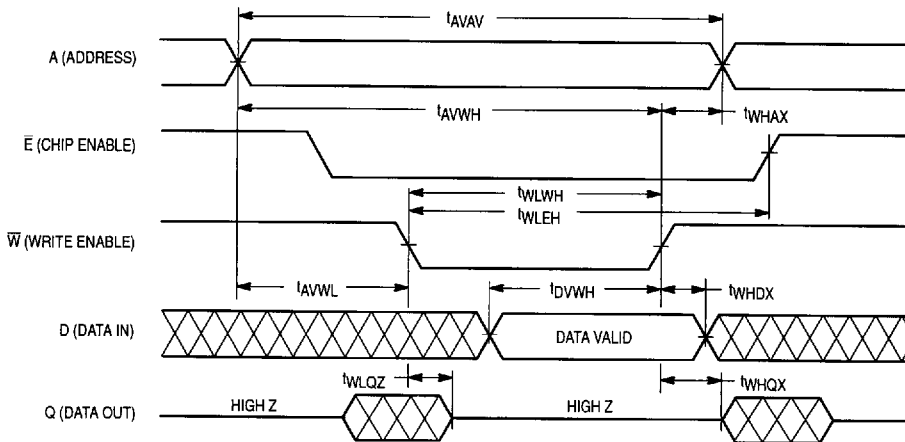 tAVAV
A (ADDRESS)
tAVWH
tWHAX
E̅ (CHIP ENABLE)
tWLWH
tWLEH
W̅ (WRITE ENABLE)
tAVWL
tDVWH
tWHDX
D (DATA IN)
DATA VALID
tWLQZ
tWHQX
Q (DATA OUT)
HIGH Z
HIGH Z